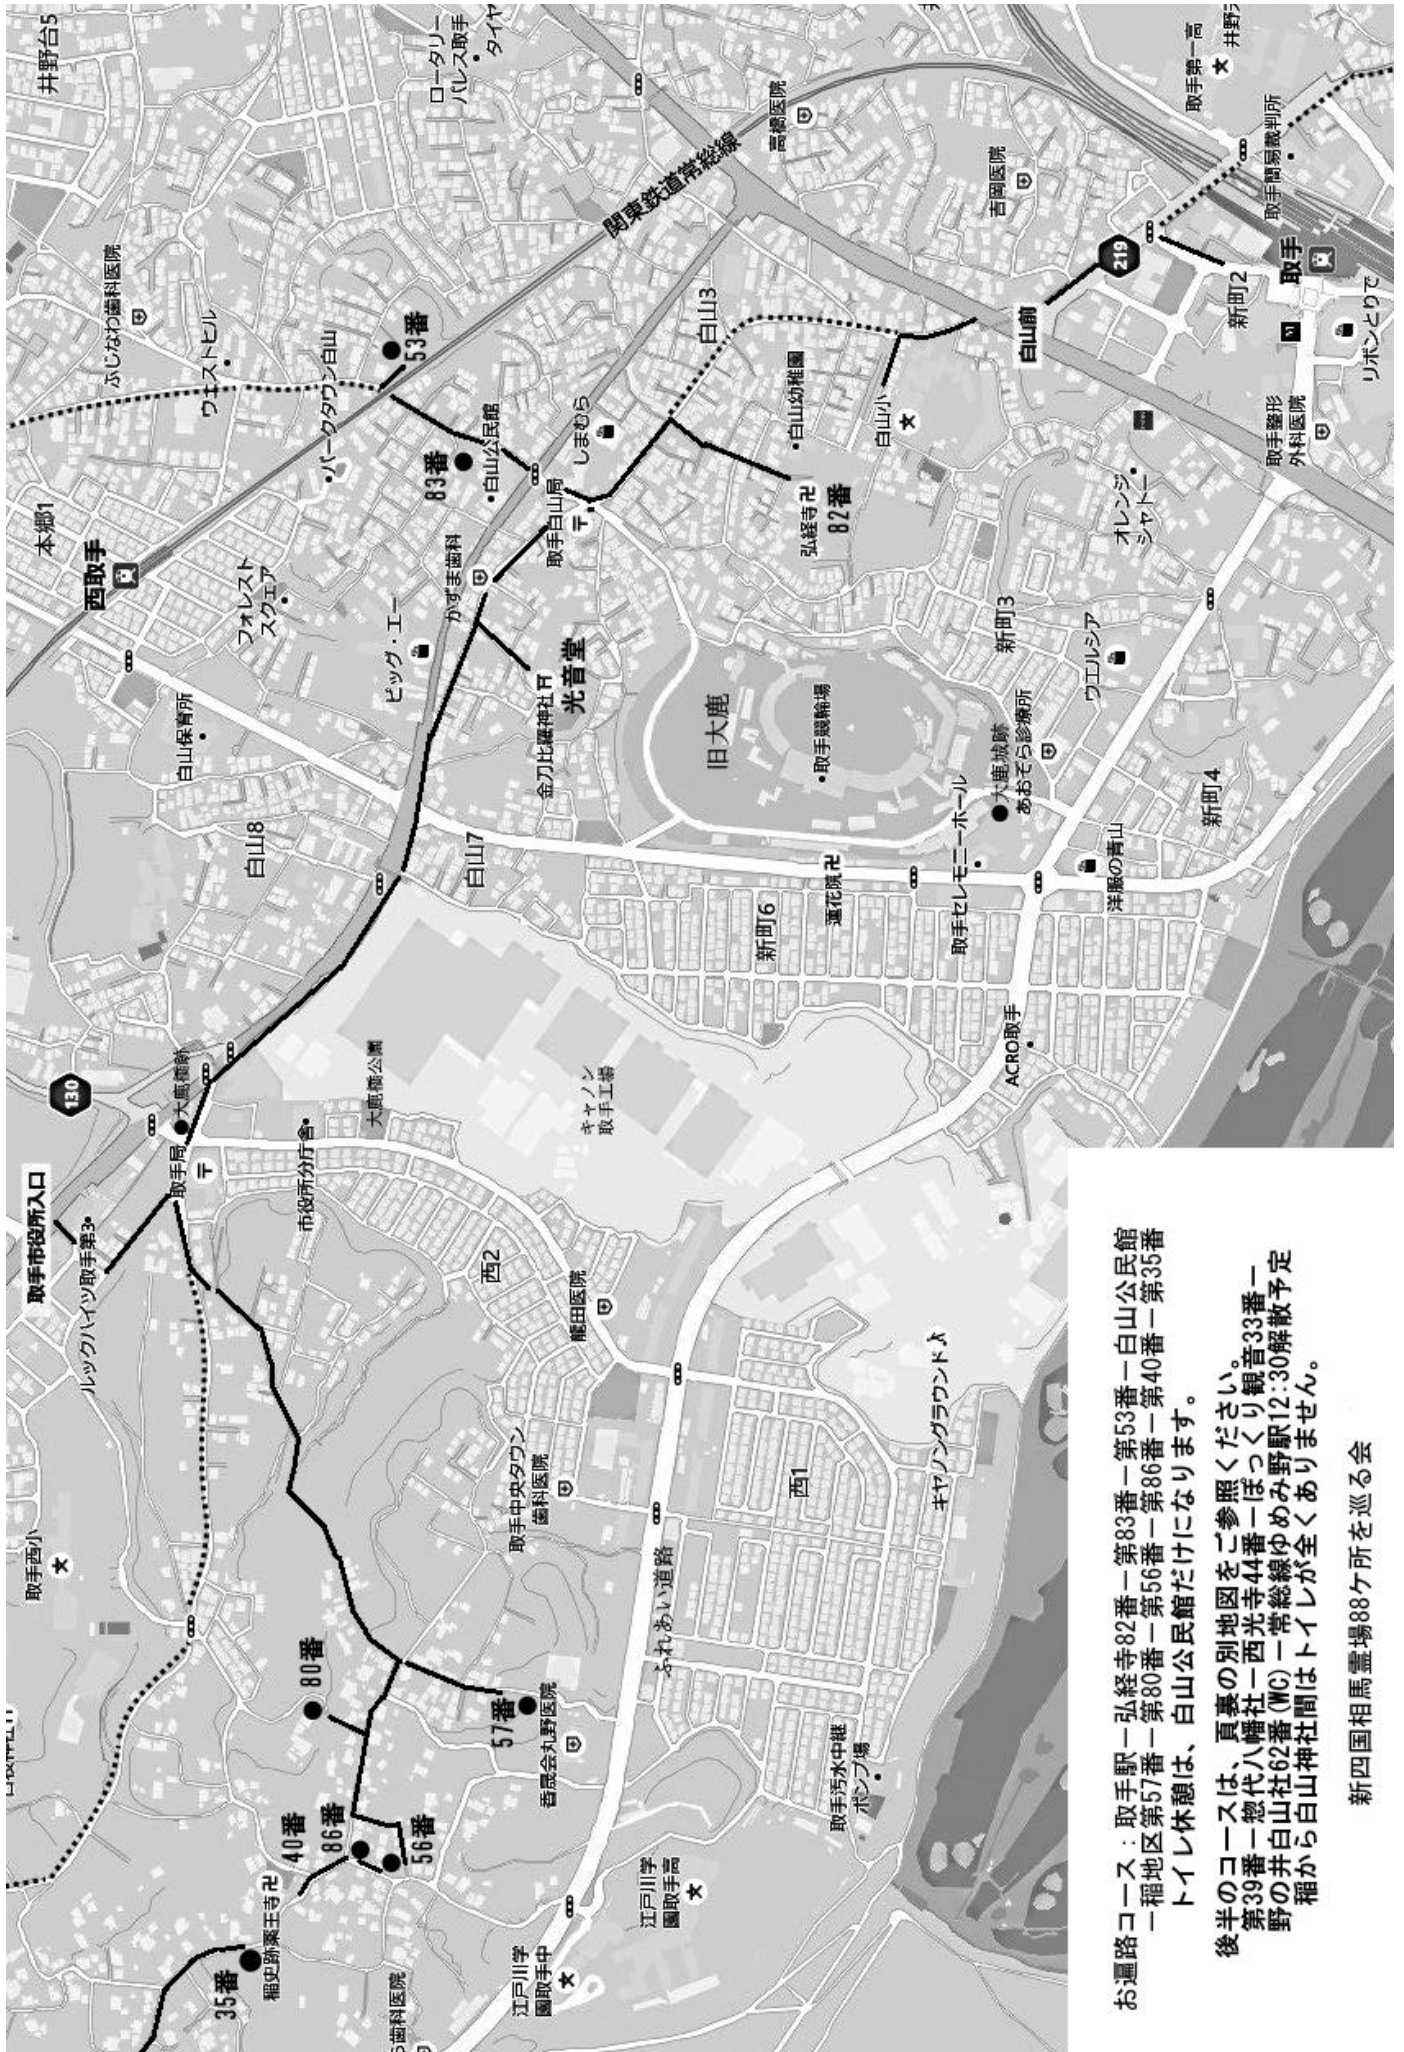 井野台5
ロータリー
パレス取手
タイヤ
取手第一高
井野天
高橋医院
取手簡易裁判所
吉岡医院
関東鉄道常総線
219
取手
新町2
リボンとりで
白山前
白山3
ふじなわ歯科医院
ウエストヒル
パークタウン白山
53番
83番
白山公民館
しまむら
白山幼稚園
白山小
取手整形
外科医院
本郷1
西取手
フォレスト
スクエア
ビッグ・エー
かずま歯科
取手白山局
弘経寺
82番
オレンジ
シャトー
新町3
ウエルシア
白山保育所
金刀比羅神社
光音堂
旧大鹿
取手競輪場
大鹿城跡
あおぞら診療所
新町4
白山8
白山7
取手セレモニーホール
蓮花院
新町6
洋服の青山
ACRO取手
130
大鹿橋跡
大鹿橋公園
キヤノン
取手工場
取手市役所入口
取手局
市役所分庁舎
ルックハイツ取手第3
西2
龍田医院
取手西小
取手中央タウン
歯科医院
西1
キヤノングラウンド
ふれあい道路
80番
57番
香晟会丸野医院
取手汚水中継
ポンプ場
40番
86番
56番
稲史跡薬王寺
35番
江戸川学
園取手高
江戸川学
園取手中
ら歯科医院
お遍路コース：取手駅－弘経寺82番－第83番－第53番－白山公民館
－稲地区第57番－第80番－第56番－第86番－第40番－第35番
トイレ休憩は、白山公民館だけになります。
後半のコースは、頁裏の別地図をご参照ください。
第39番－惣代八幡社－西光寺44番－ぽっくり観音33番－
野の井白山社62番(WC)－常総線ゆめみ野駅12:30解散予定
稲から白山神社間はトイレが全くありません。
新四国相馬霊場88ケ所を巡る会